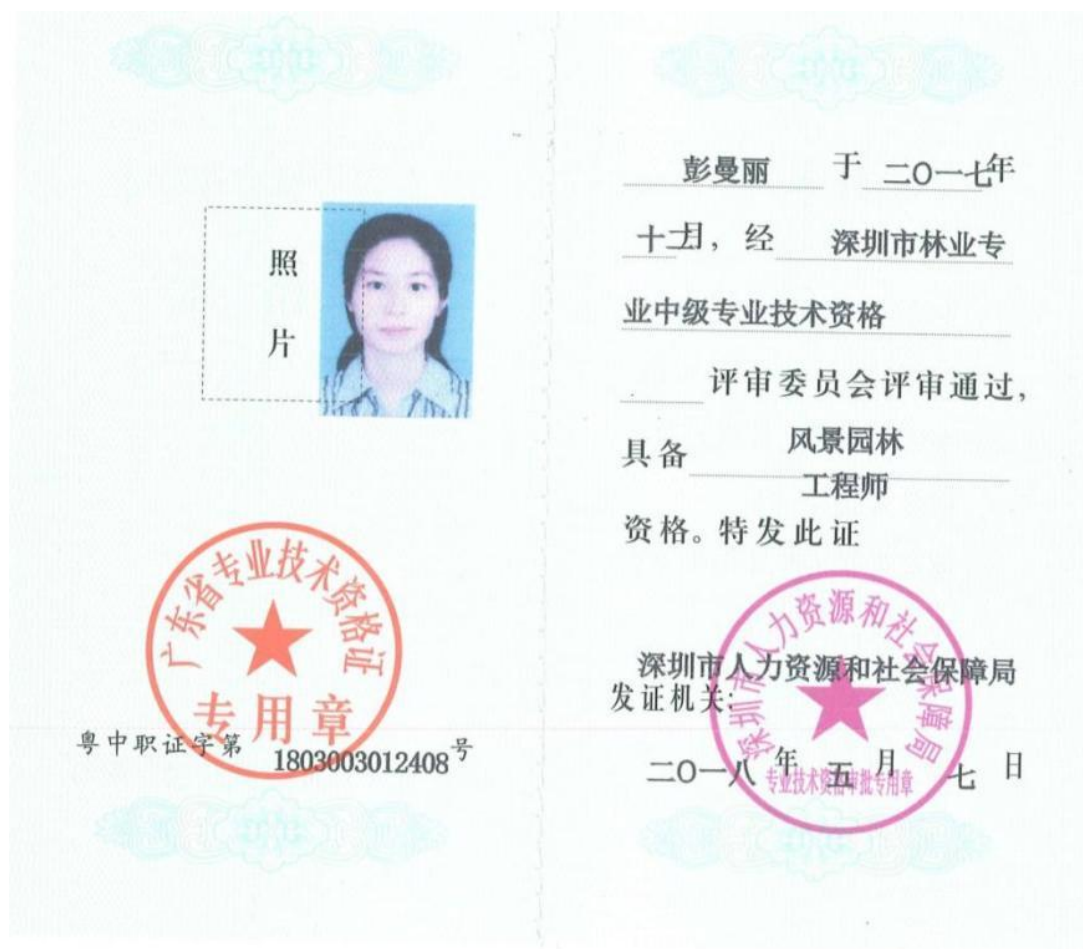 照
片
广东省专业技术资格证
专用章
粤中职证字第 1803003012408 号
彭曼丽 于 二0一七年
十二月，经 深圳市林业专
业中级专业技术资格
评审委员会评审通过，
具备 风景园林
工程师
资格。特发此证
深圳市人力资源和社会保障局
深圳市人力资源和社会保障局
发证机关：
二0一八 年 五 月 七 日
专业技术资格审批专用章